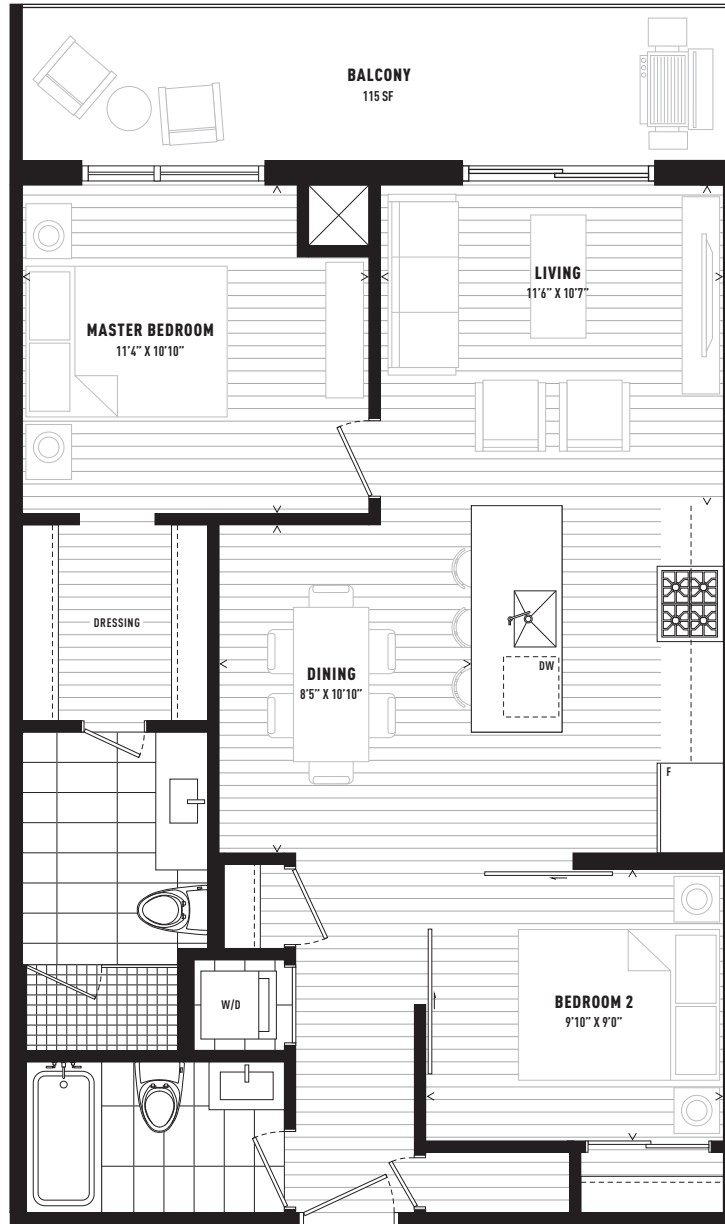 BALCONY
115 SF
LIVING
11'6" X 10'7"
MASTER BEDROOM
11'4" X 10'10"
DRESSING
DW
DINING
8'5" X 10'10"
F
W/D
BEDROOM 2
9'10" X 9'0"